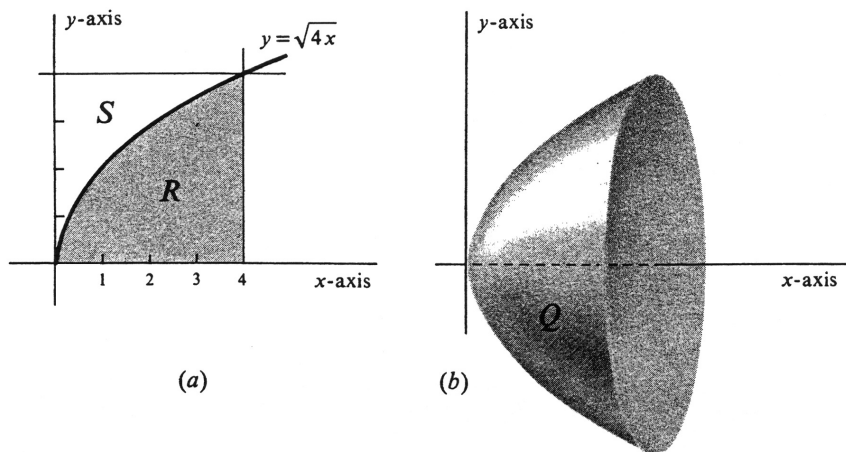 y-axis
y = √4x
S
R
1 2 3 4
x-axis
(a)
y-axis
Q
x-axis
(b)